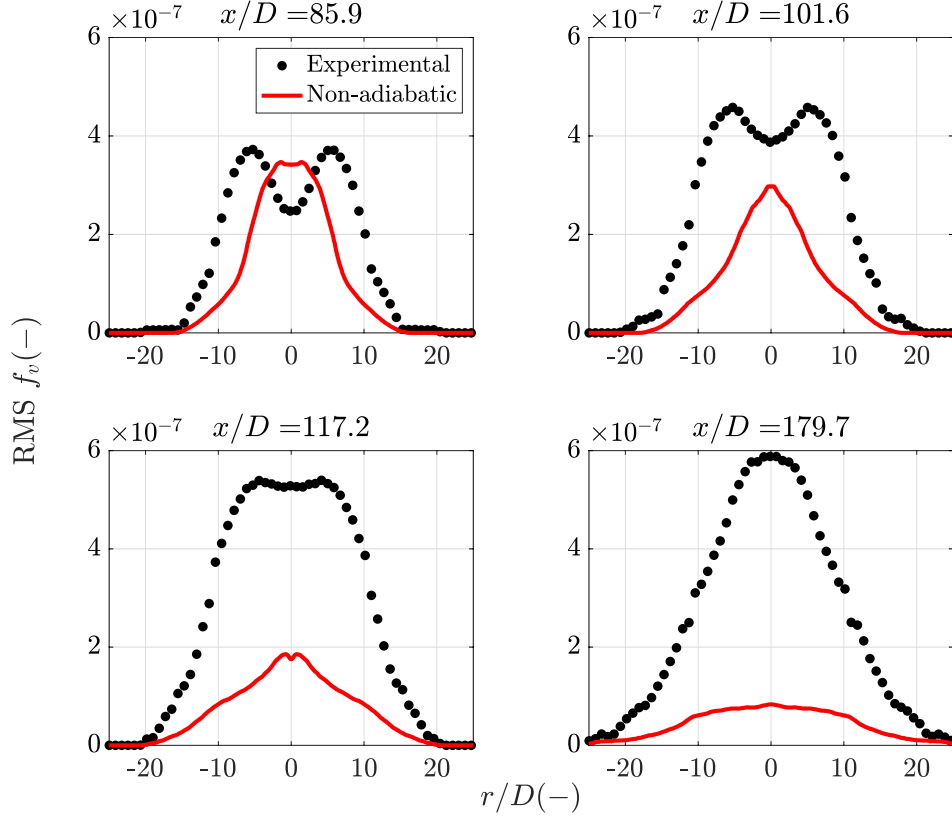 ×10⁻⁷ x/D =85.9
6
4
2
0
-20 -10 0 10 20
Experimental
Non-adiabatic
×10⁻⁷ x/D =101.6
6
4
2
0
-20 -10 0 10 20
RMS f_v(−)
×10⁻⁷ x/D =117.2
6
4
2
0
-20 -10 0 10 20
×10⁻⁷ x/D =179.7
6
4
2
0
-20 -10 0 10 20
r/D(−)